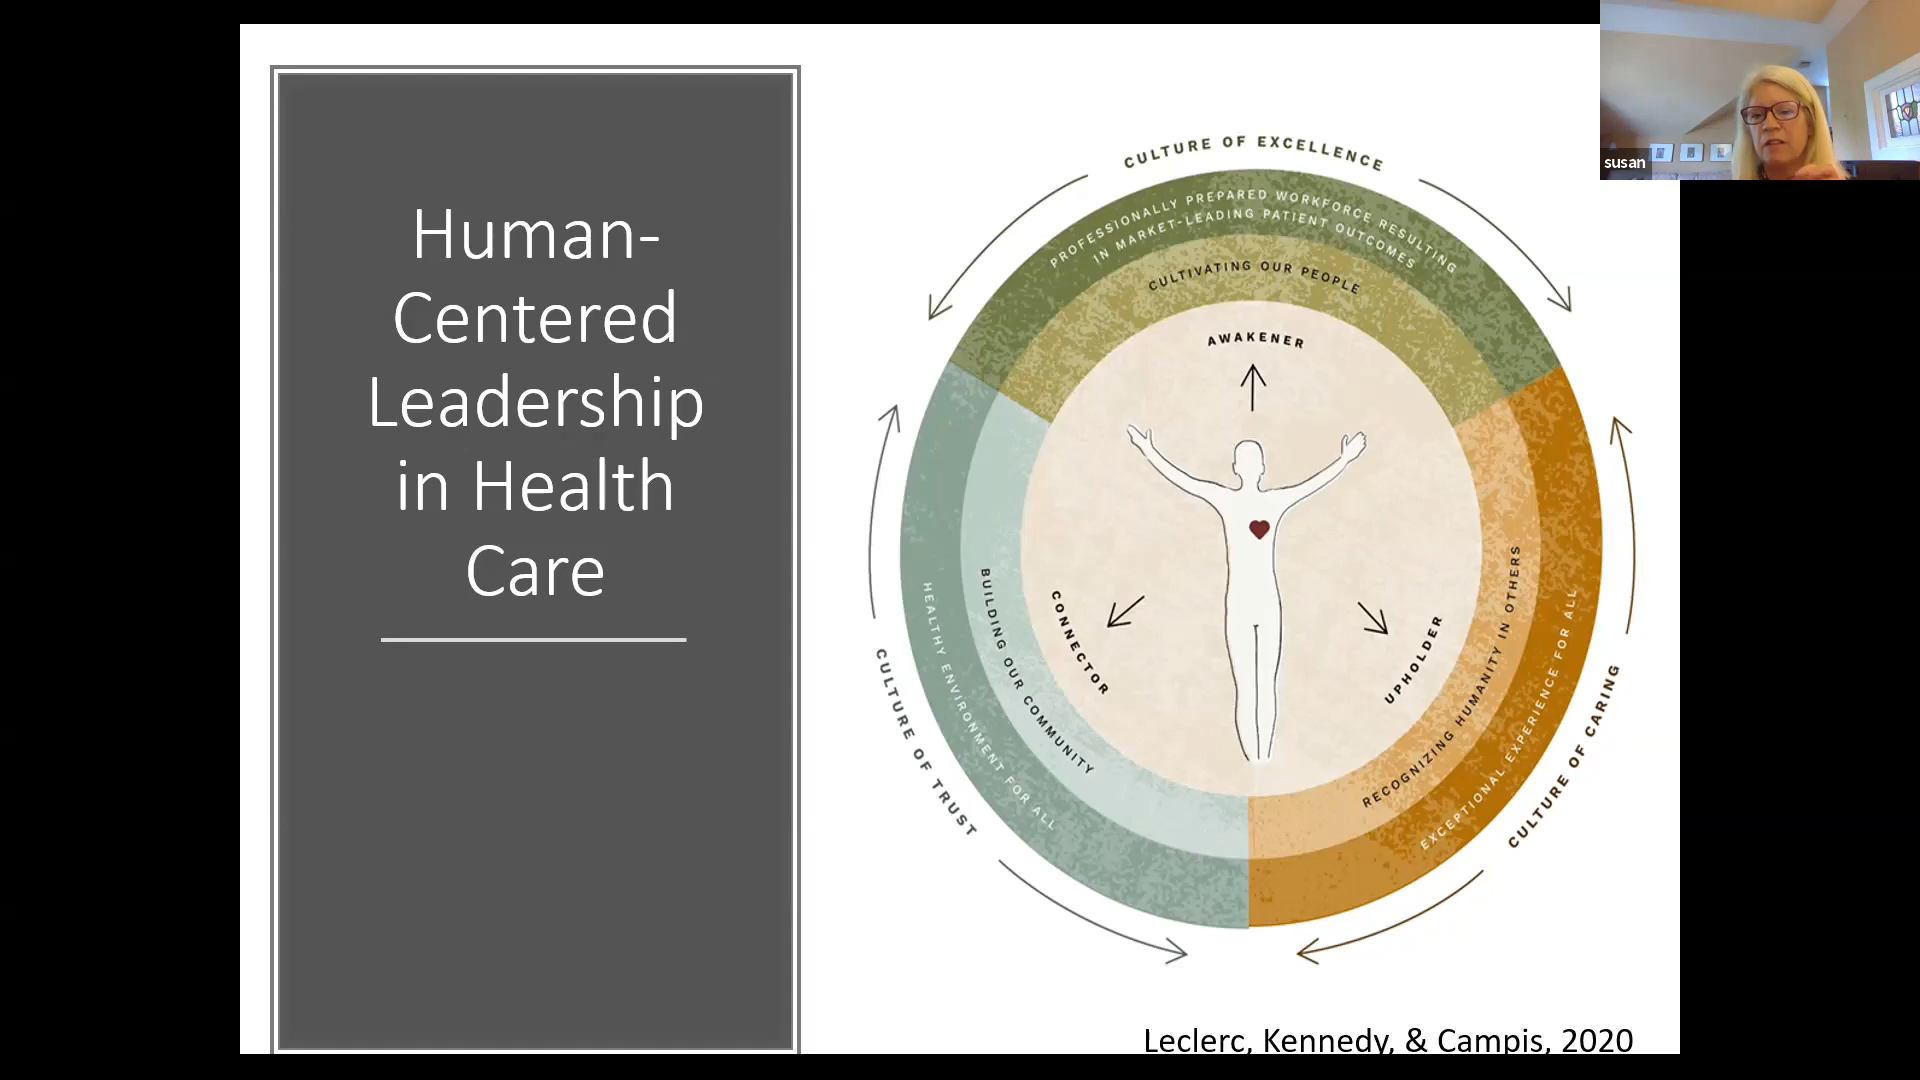 Human-
Centered
Leadership
in Health
Care
CULTURE OF EXCELLENCE
PROFESSIONALLY PREPARED WORKFORCE RESULTING
IN MARKET-LEADING PATIENT OUTCOMES
CULTIVATING OUR PEOPLE
AWAKENER
CONNECTOR
BUILDING OUR COMMUNITY
HEALTHY ENVIRONMENT FOR ALL
CULTURE OF TRUST
UPHOLDER
RECOGNIZING HUMANITY IN OTHERS
EXCEPTIONAL EXPERIENCE FOR ALL
CULTURE OF CARING
Leclerc, Kennedy, & Campis, 2020
susan